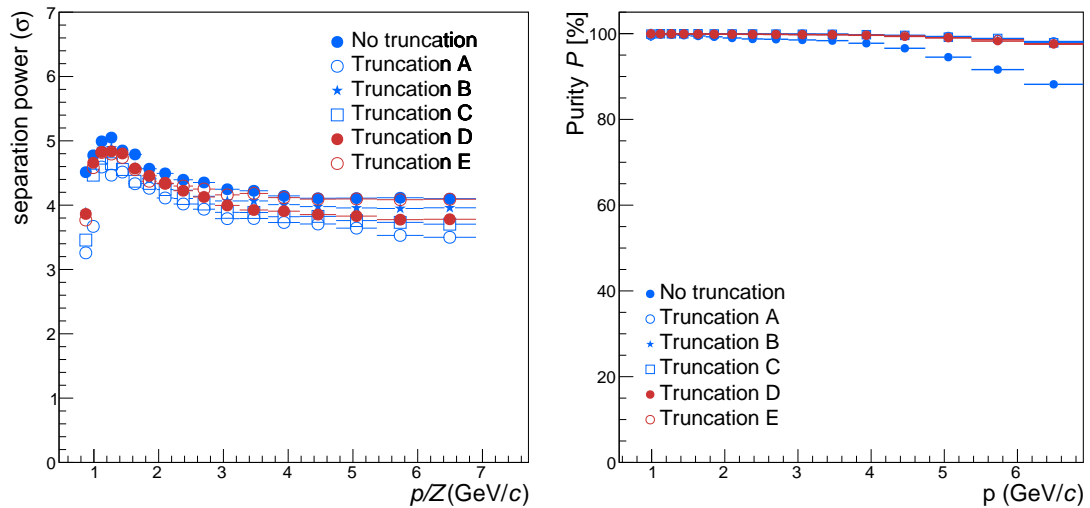 separation power (σ)
7
6
5
4
3
2
1
0
No truncation
Truncation A
Truncation B
Truncation C
Truncation D
Truncation E
1 2 3 4 5 6 7
p/Z(GeV/c)
Purity P [%]
100
80
60
40
20
0
No truncation
Truncation A
Truncation B
Truncation C
Truncation D
Truncation E
1 2 3 4 5 6
p (GeV/c)